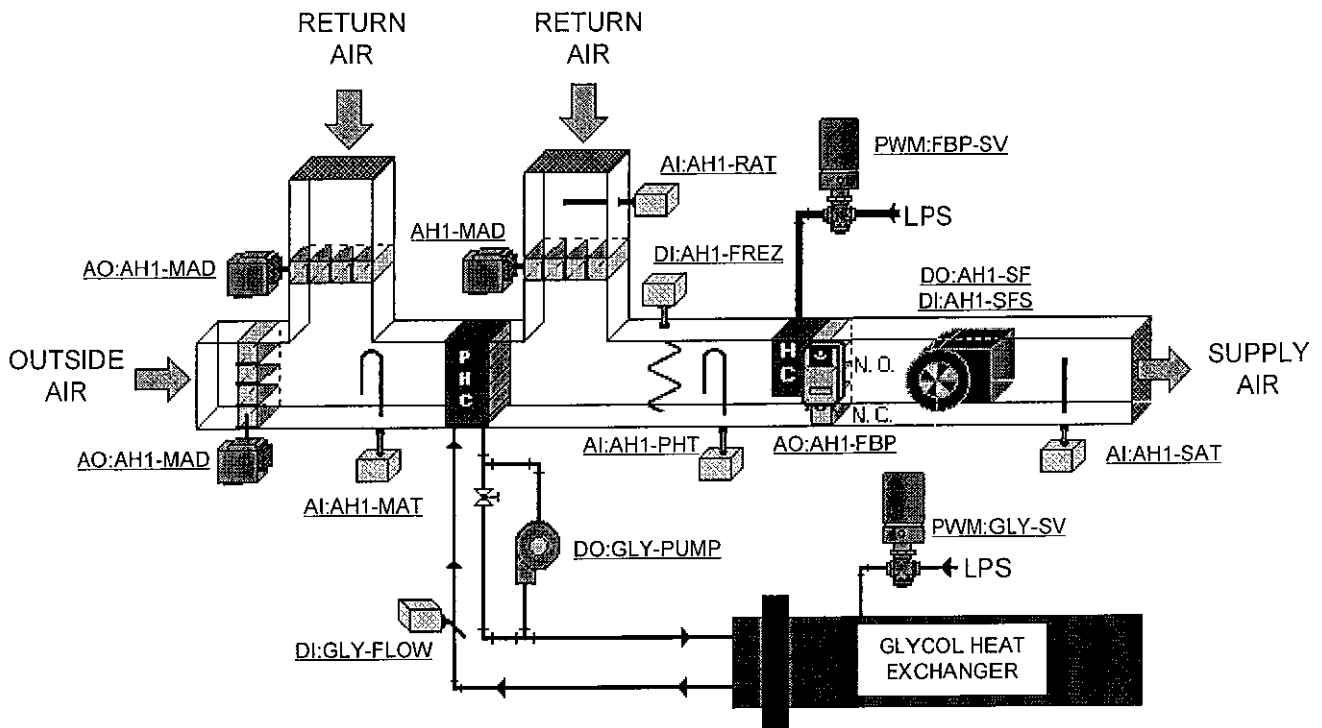 RETURN
AIR
RETURN
AIR
AI:AH1-RAT
PWM:FBP-SV
LPS
AH1-MAD
AO:AH1-MAD
DI:AH1-FREZ
DO:AH1-SF
DI:AH1-SFS
OUTSIDE
AIR
PHC
HC
N.O.
N.C.
SUPPLY
AIR
AO:AH1-MAD
AI:AH1-MAT
AI:AH1-PHT
AO:AH1-FBP
AI:AH1-SAT
DO:GLY-PUMP
PWM:GLY-SV
LPS
DI:GLY-FLOW
GLYCOL HEAT
EXCHANGER